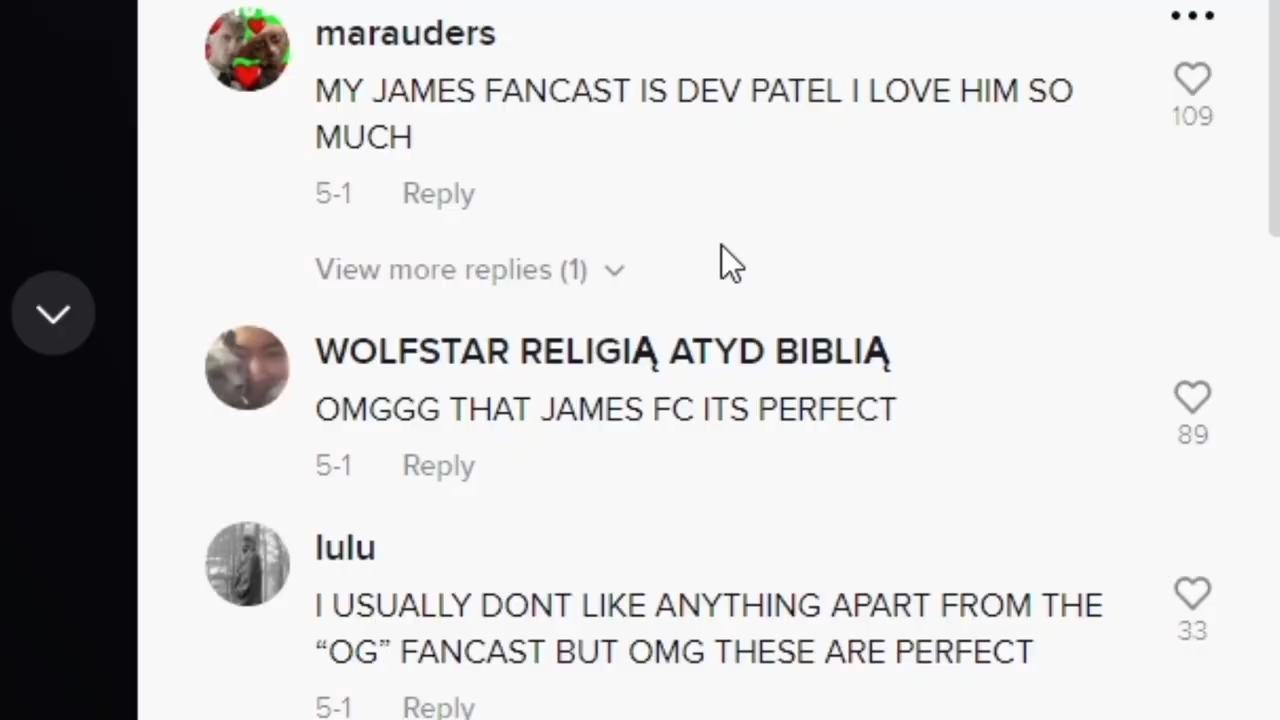 marauders
MY JAMES FANCAST IS DEV PATEL I LOVE HIM SO
MUCH
109
5-1 Reply
View more replies (1)
WOLFSTAR RELIGIĄ ATYD BIBLIĄ
OMGGG THAT JAMES FC ITS PERFECT
89
5-1 Reply
lulu
I USUALLY DONT LIKE ANYTHING APART FROM THE
“OG” FANCAST BUT OMG THESE ARE PERFECT
33
5-1 Reply